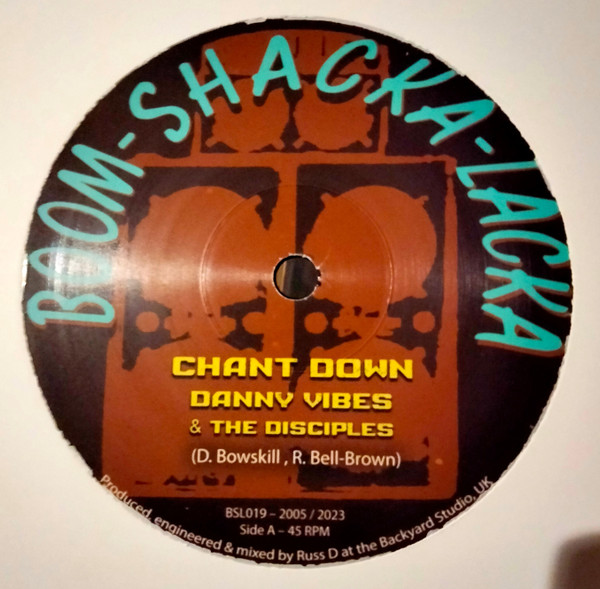 BOOM-SHACKA-LACKA
CHANT DOWN
DANNY VIBES
& THE DISCIPLES
(D. Bowskill , R. Bell-Brown)
BSL019 – 2005 / 2023
Side A – 45 RPM
Produced, engineered & mixed by Russ D at the Backyard Studio, UK